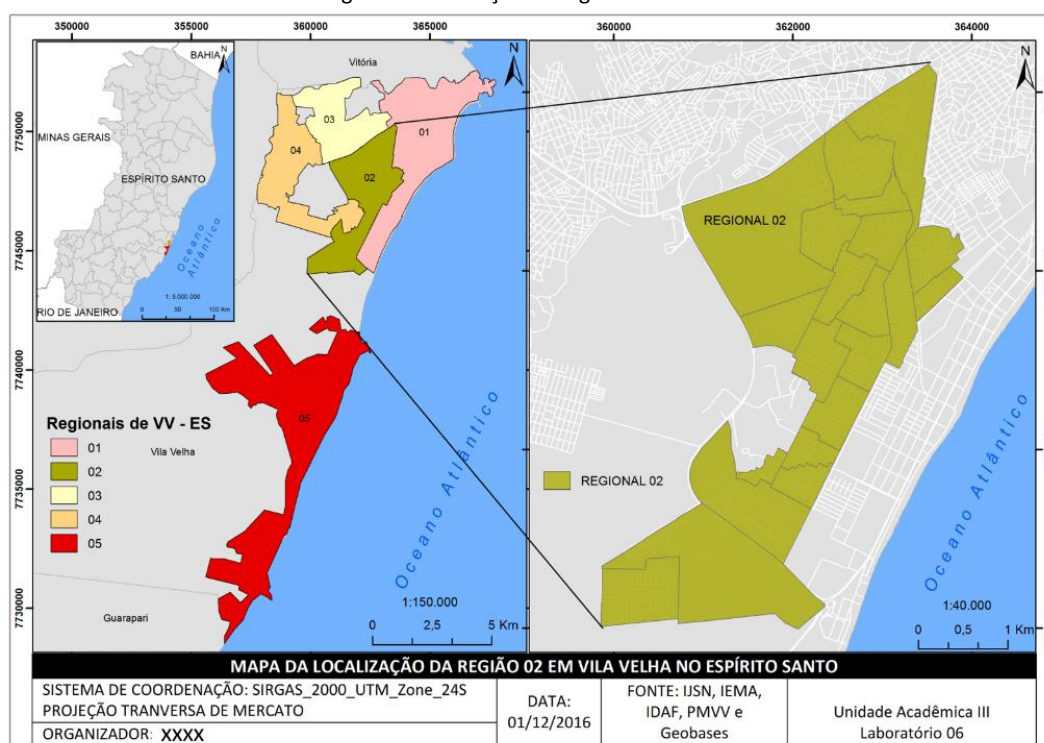 350000 355000 360000 365000
360000 362000 364000
7750000
7745000
7740000
7735000
7730000
BAHIA
N
MINAS GERAIS
ESPÍRITO SANTO
Oceano
Atlântico
1: 5.000.000
0 50 100 Km
RIO DE JANEIRO
Vitória
N
01
03
04
02
05
Regionais de VV - ES
Vila Velha
01
02
03
04
05
Oceano Atlântico
Guarapari
1:150.000
0 2,5 5 Km
N
REGIONAL 02
REGIONAL 02
Oceano Atlântico
1:40.000
0 0,5 1 Km
MAPA DA LOCALIZAÇÃO DA REGIÃO 02 EM VILA VELHA NO ESPÍRITO SANTO
SISTEMA DE COORDENAÇÃO: SIRGAS_2000_UTM_Zone_24S
PROJEÇÃO TRANVERSA DE MERCATO
ORGANIZADOR: XXXX
DATA:
01/12/2016
FONTE: IJSN, IEMA,
IDAF, PMVV e
Geobases
Unidade Acadêmica III
Laboratório 06